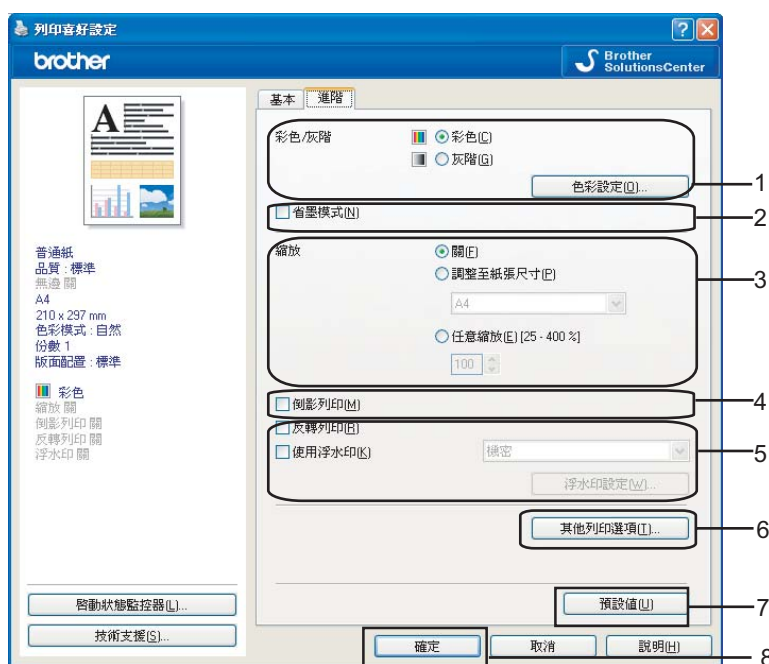 列印喜好設定
brother
Brother
SolutionsCenter
基本 進階
A
彩色/灰階 彩色(C)
灰階(G)
色彩設定(O)... 1
省墨模式(N) 2
普通紙
品質 : 標準
無邊 關
A4
210 x 297 mm
色彩模式 : 自然
份數 1
版面配置 : 標準
彩色
縮放 關
倒影列印 關
反轉列印 關
浮水印 關
縮放 關(F)
調整至紙張尺寸(P) 3
A4
任意縮放(E) [25 - 400 %]
100
倒影列印(M) 4
反轉列印(R)
使用浮水印(K) 機密 5
浮水印設定(W)...
其他列印選項(T)... 6
啓動狀態監控器(L)...
預設值(U) 7
技術支援(S)...
確定 取消 說明(H) 8